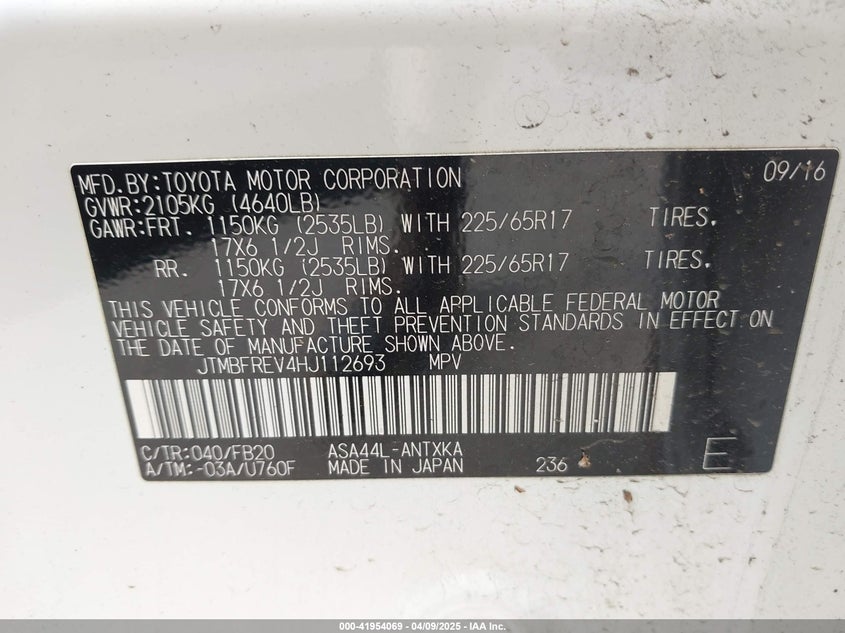 MFD.BY:TOYOTA MOTOR CORPORATION 09/16
GVWR:2105KG (4640LB)
GAWR:FRT. 1150KG (2535LB) WITH 225/65R17 TIRES.
17X6 1/2J RIMS.
RR. 1150KG (2535LB) WITH 225/65R17 TIRES.
17X6 1/2J RIMS.
THIS VEHICLE CONFORMS TO ALL APPLICABLE FEDERAL MOTOR
VEHICLE SAFETY AND THEFT PREVENTION STANDARDS IN EFFECT ON
THE DATE OF MANUFACTURE SHOWN ABOVE.
JTMBFREV4HJ112693 MPV
C/TR:040/FB20 ASA44L-ANTXKA
A/TM:-03A/U760F MADE IN JAPAN 236 E
000-41954069 - 04/09/2025 - IAA Inc.